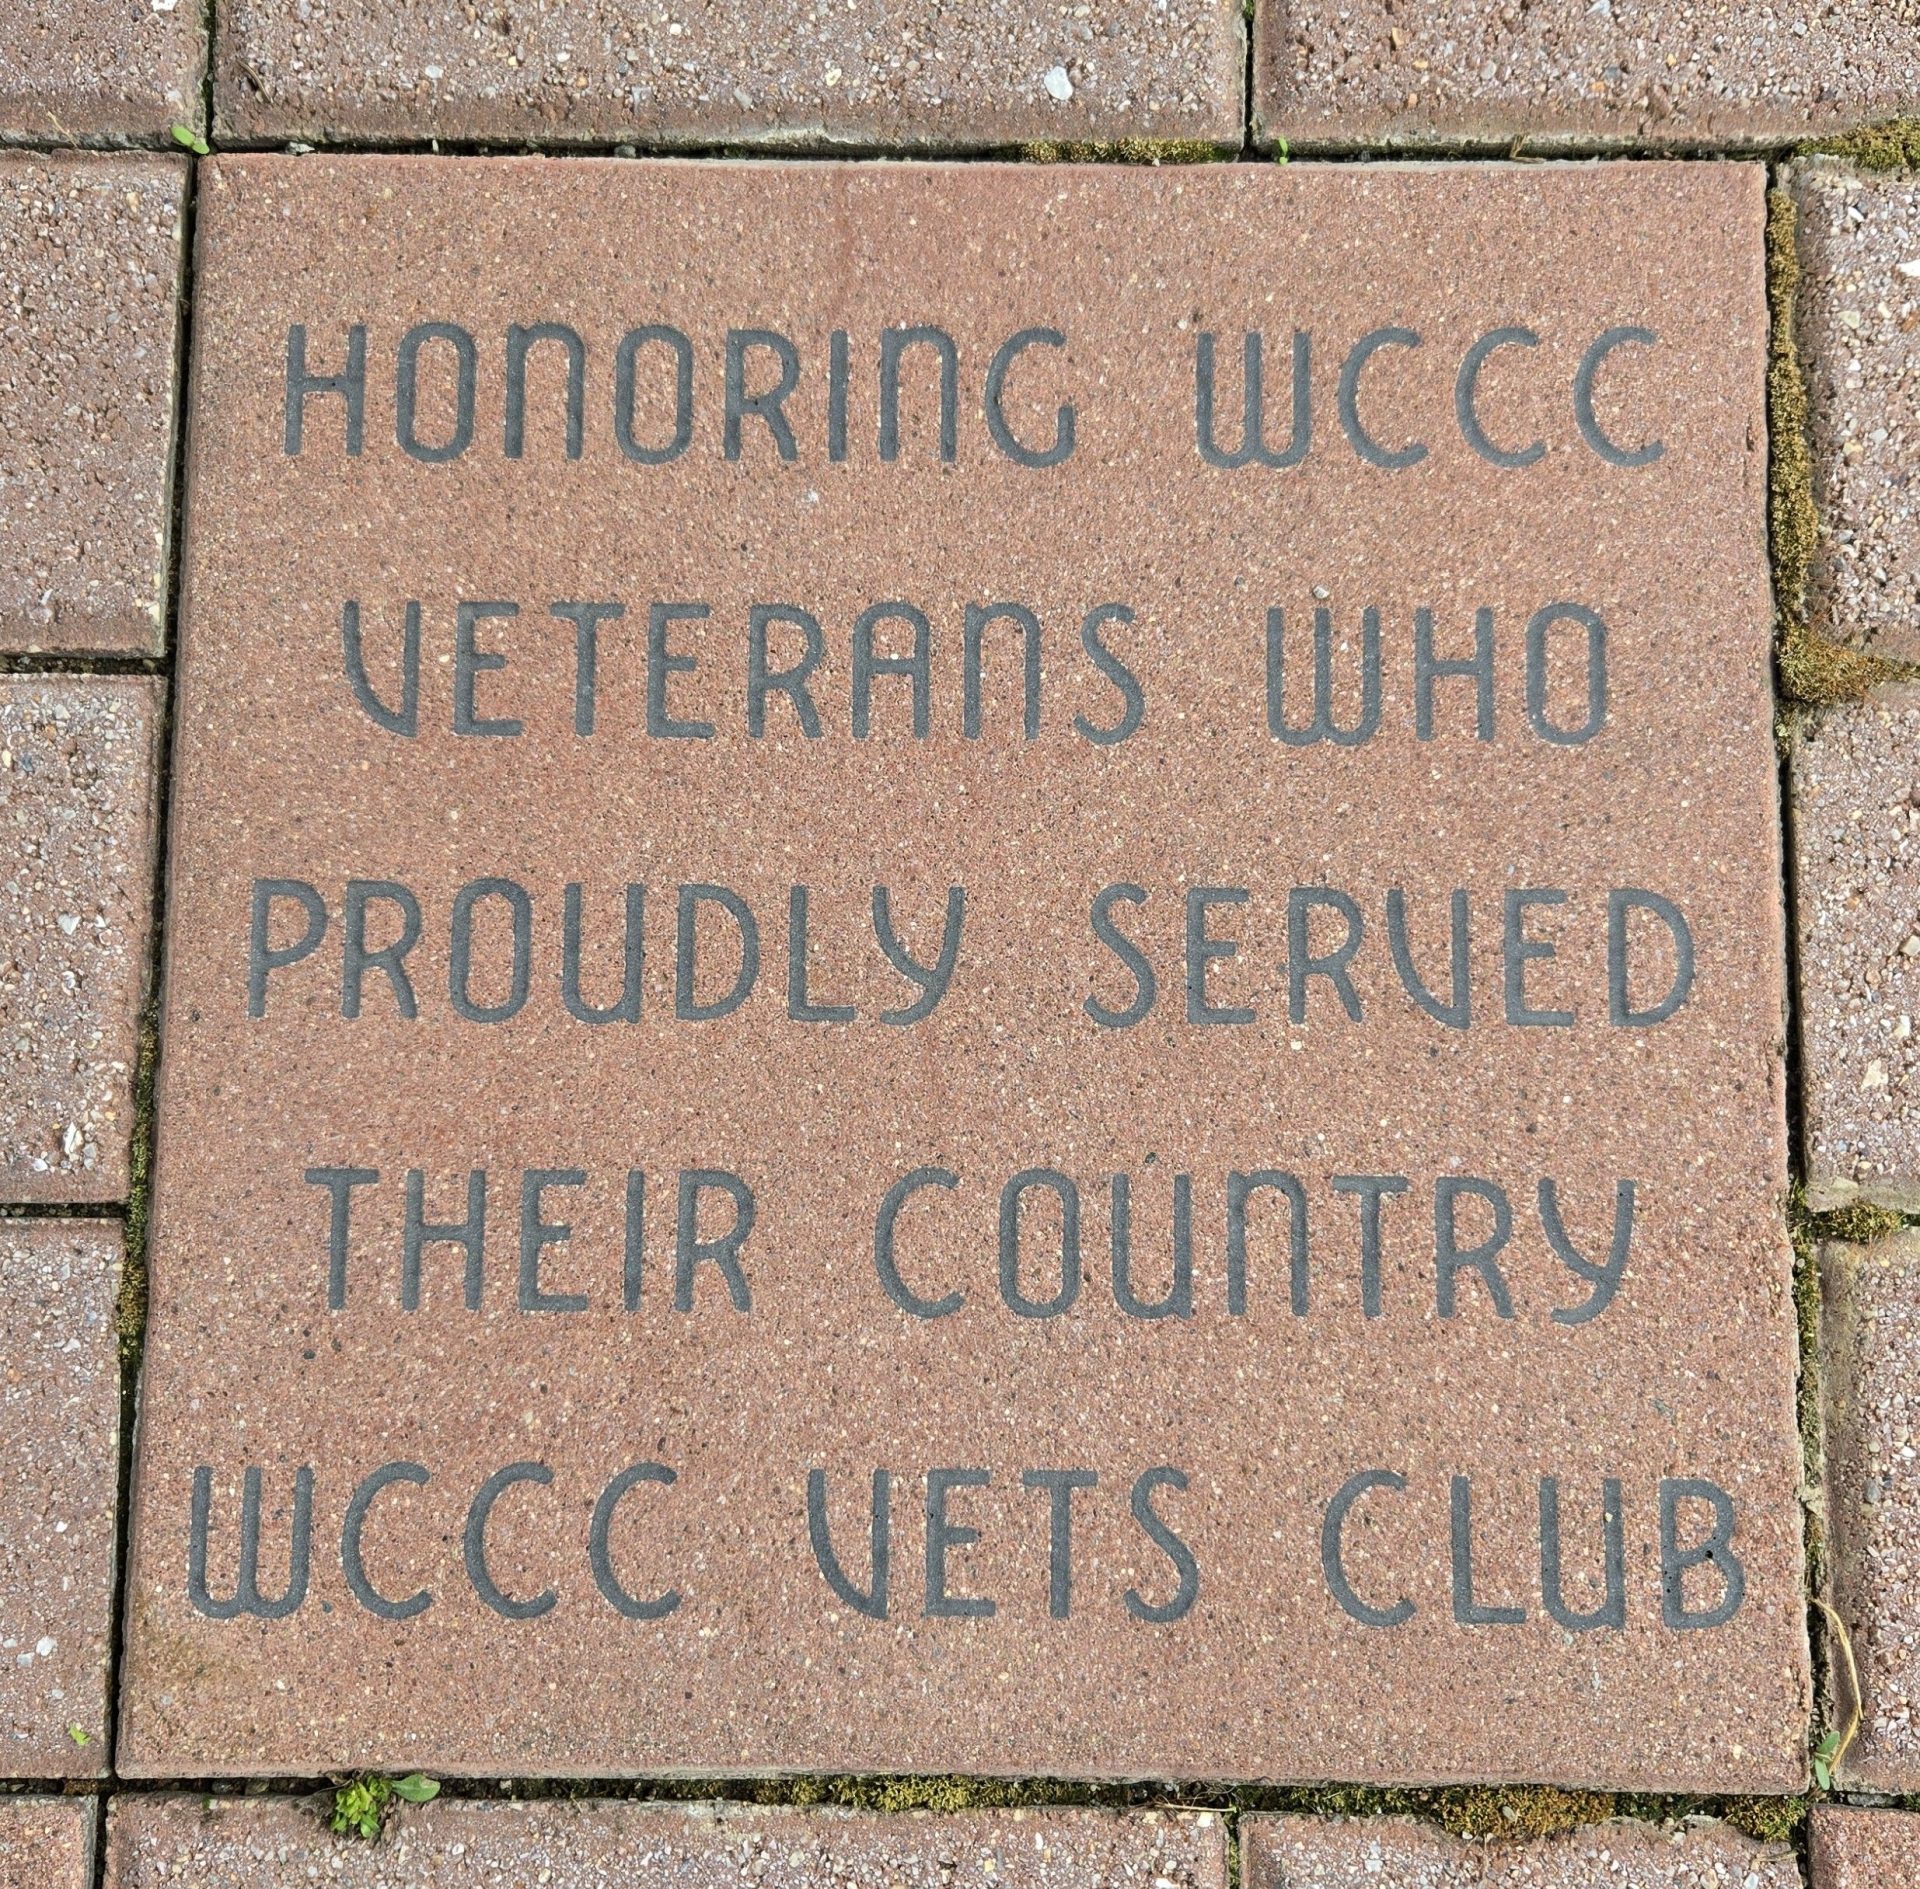 HONORING WCCC
VETERANS WHO
PROUDLY SERVED
THEIR COUNTRY
WCCC VETS CLUB